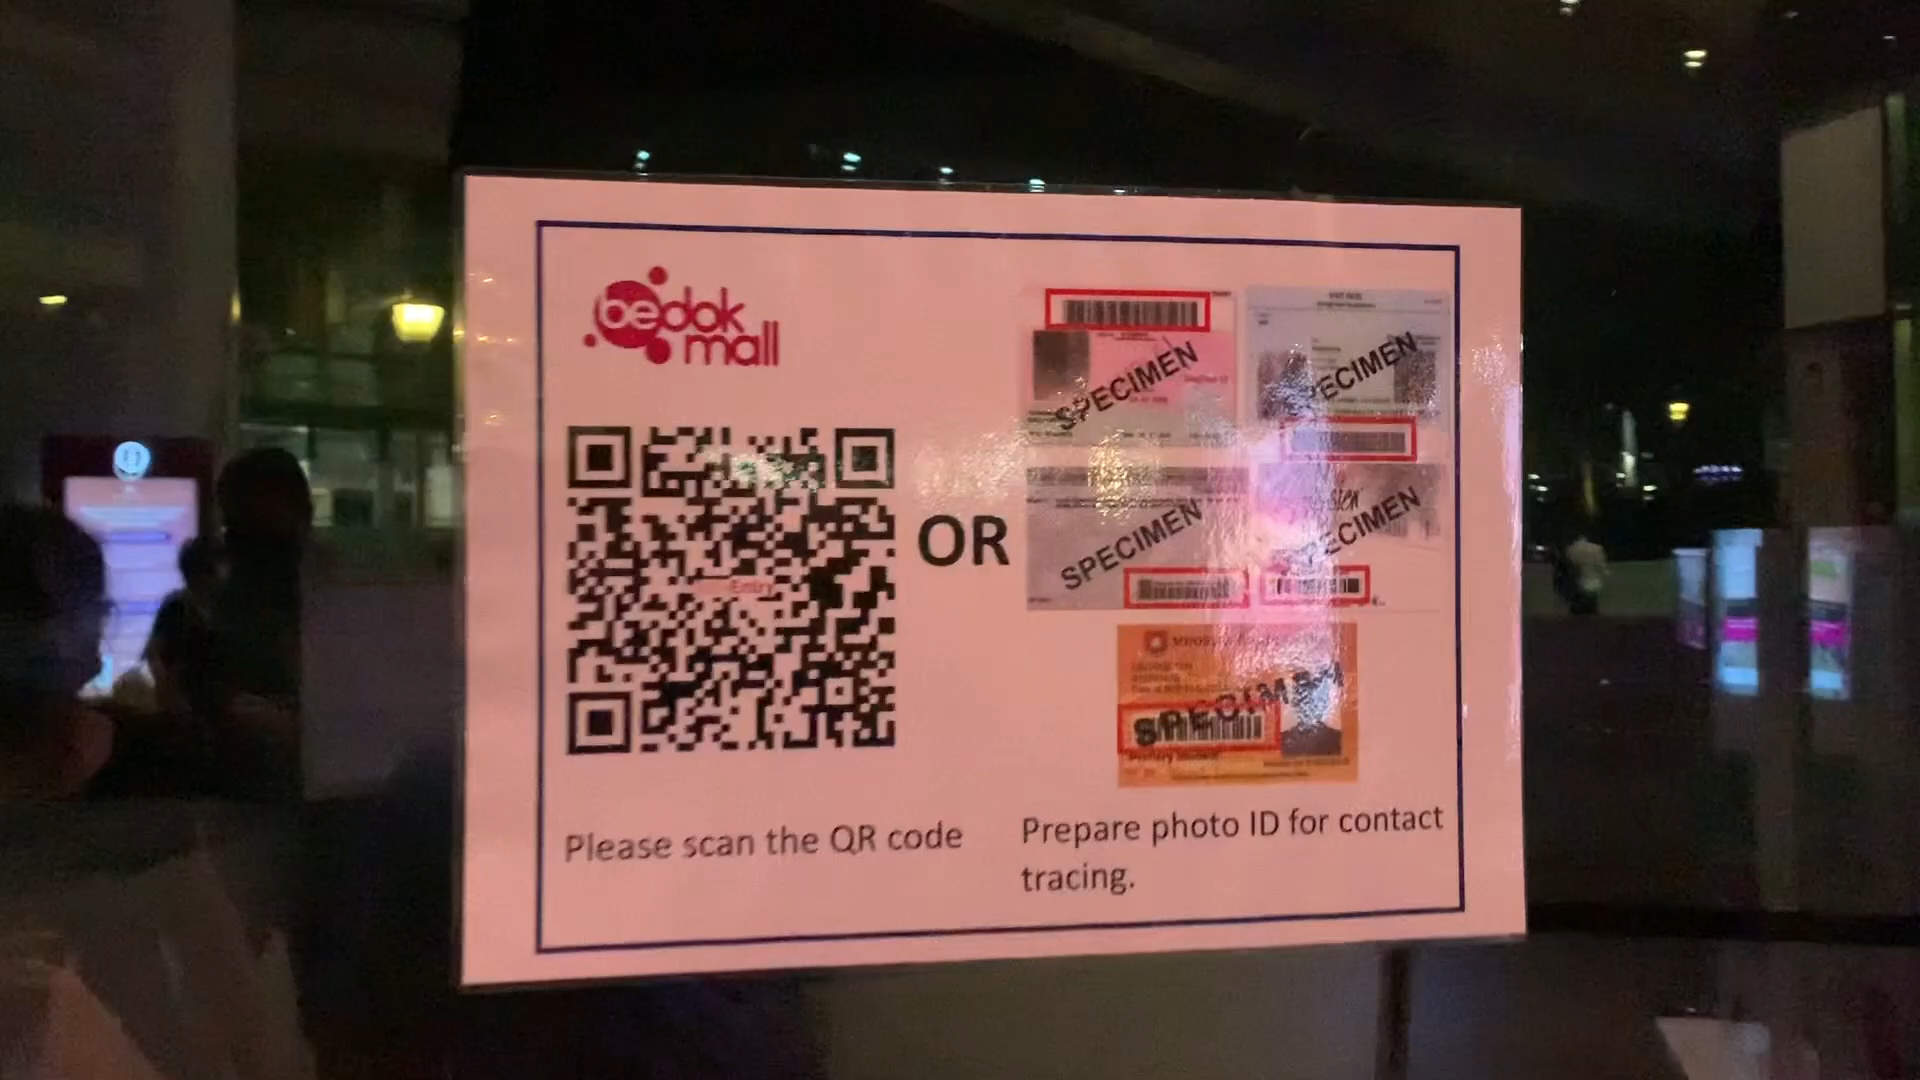 bedok
mall
SPECIMEN
SPECIMEN
SPECIMEN
SPECIMEN
SPECIMEN
Entry
OR
Please scan the QR code
Prepare photo ID for contact
tracing.